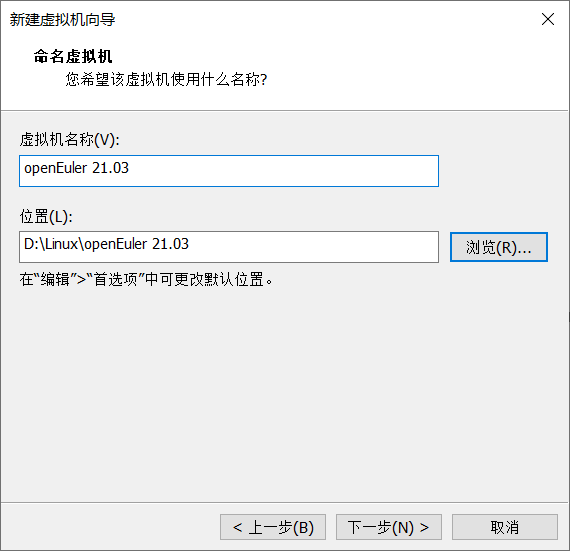 新建虚拟机向导
命名虚拟机
您希望该虚拟机使用什么名称?
虚拟机名称(V):
openEuler 21.03
位置(L):
D:\Linux\openEuler 21.03
浏览(R)...
在“编辑”>“首选项”中可更改默认位置。
< 上一步(B)
下一步(N) >
取消